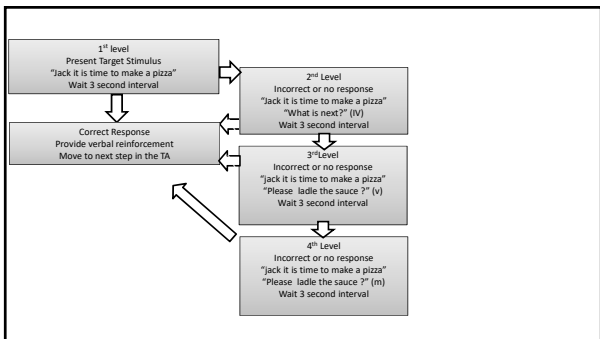 1st level
Present Target Stimulus
“Jack it is time to make a pizza”
Wait 3 second interval
2nd Level
Incorrect or no response
“Jack it is time to make a pizza”
“What is next?” (IV)
Wait 3 second interval
Correct Response
Provide verbal reinforcement
Move to next step in the TA
3rdLevel
Incorrect or no response
“jack it is time to make a pizza”
“Please ladle the sauce ?” (v)
Wait 3 second interval
4th Level
Incorrect or no response
“jack it is time to make a pizza”
“Please ladle the sauce ?” (m)
Wait 3 second interval